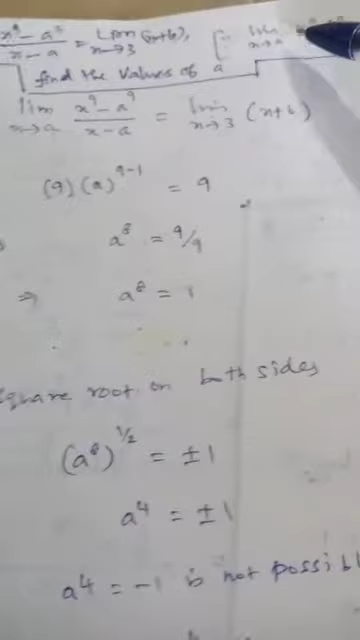 x⁹ - a⁹ / x - a = Lim x→3 (x+6), [∵ lim x→a
find the values of a
lim x→a x⁹ - a⁹ / x - a = lim x→3 (x+6)
(9)(a)⁹⁻¹ = 9
a⁸ = 9/9
⇒ a⁸ = 1
square root on both sides
(a⁸)^1/2 = ±1
a⁴ = ±1
a⁴ = -1 is not possibl